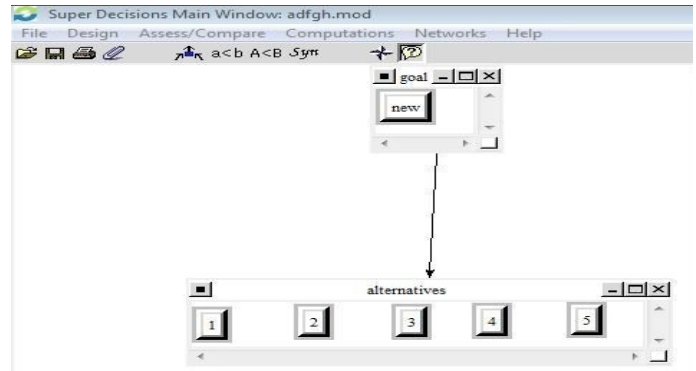 Super Decisions Main Window: adfgh.mod
File Design Assess/Compare Computations Networks Help
a<b A<B Syn
goal
new
alternatives
1 2 3 4 5